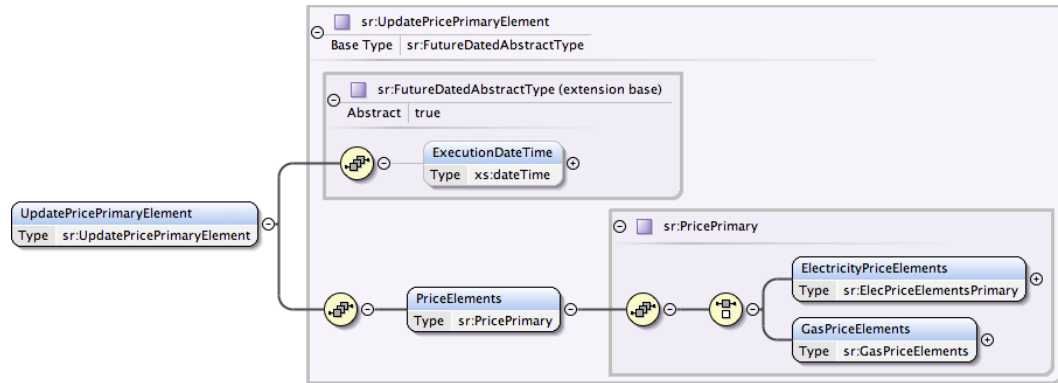 sr:UpdatePricePrimaryElement
Base Type sr:FutureDatedAbstractType
sr:FutureDatedAbstractType (extension base)
Abstract true
ExecutionDateTime
Type xs:dateTime
UpdatePricePrimaryElement
Type sr:UpdatePricePrimaryElement
sr:PricePrimary
PriceElements
Type sr:PricePrimary
ElectricityPriceElements
Type sr:ElecPriceElementsPrimary
GasPriceElements
Type sr:GasPriceElements